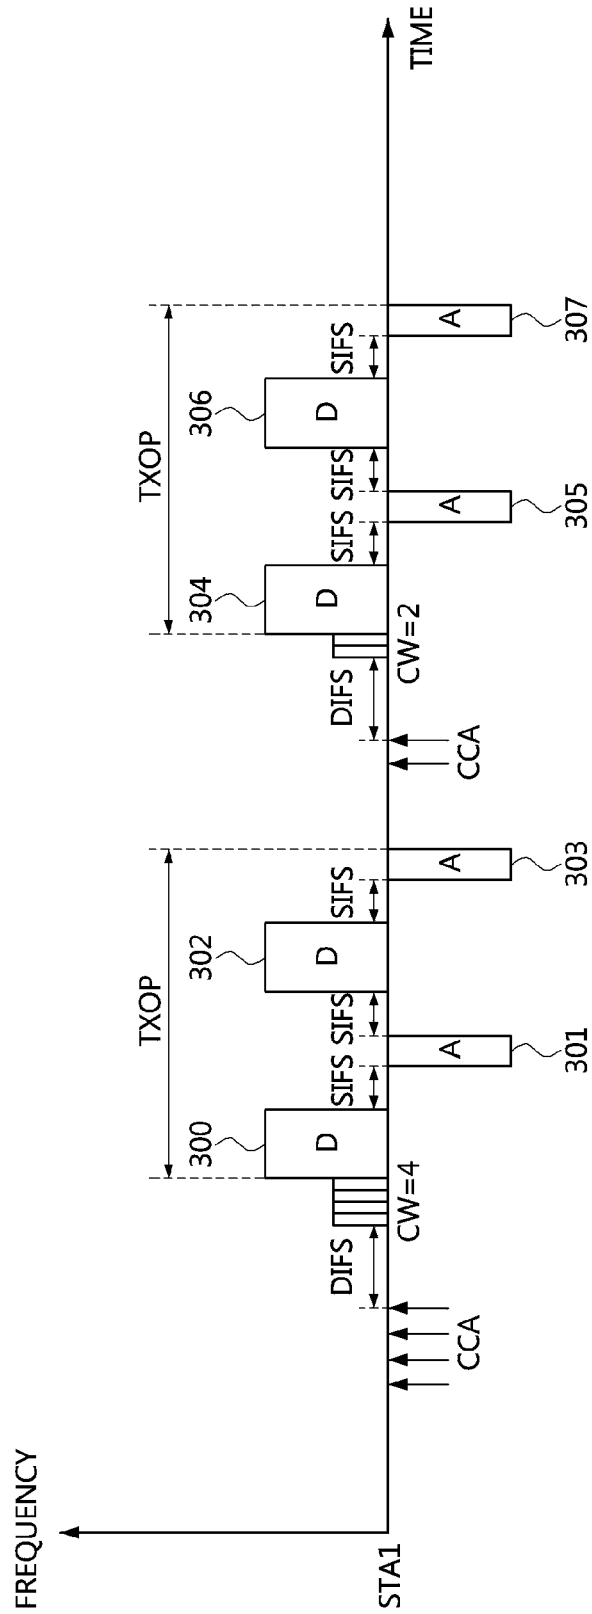 FREQUENCY
TXOP
TXOP
300
302
304
306
D
D
D
D
DIFS
SIFS
SIFS
SIFS
DIFS
SIFS
SIFS
SIFS
STA1
CW=4
CW=2
TIME
CCA
A
A
CCA
A
A
301
303
305
307